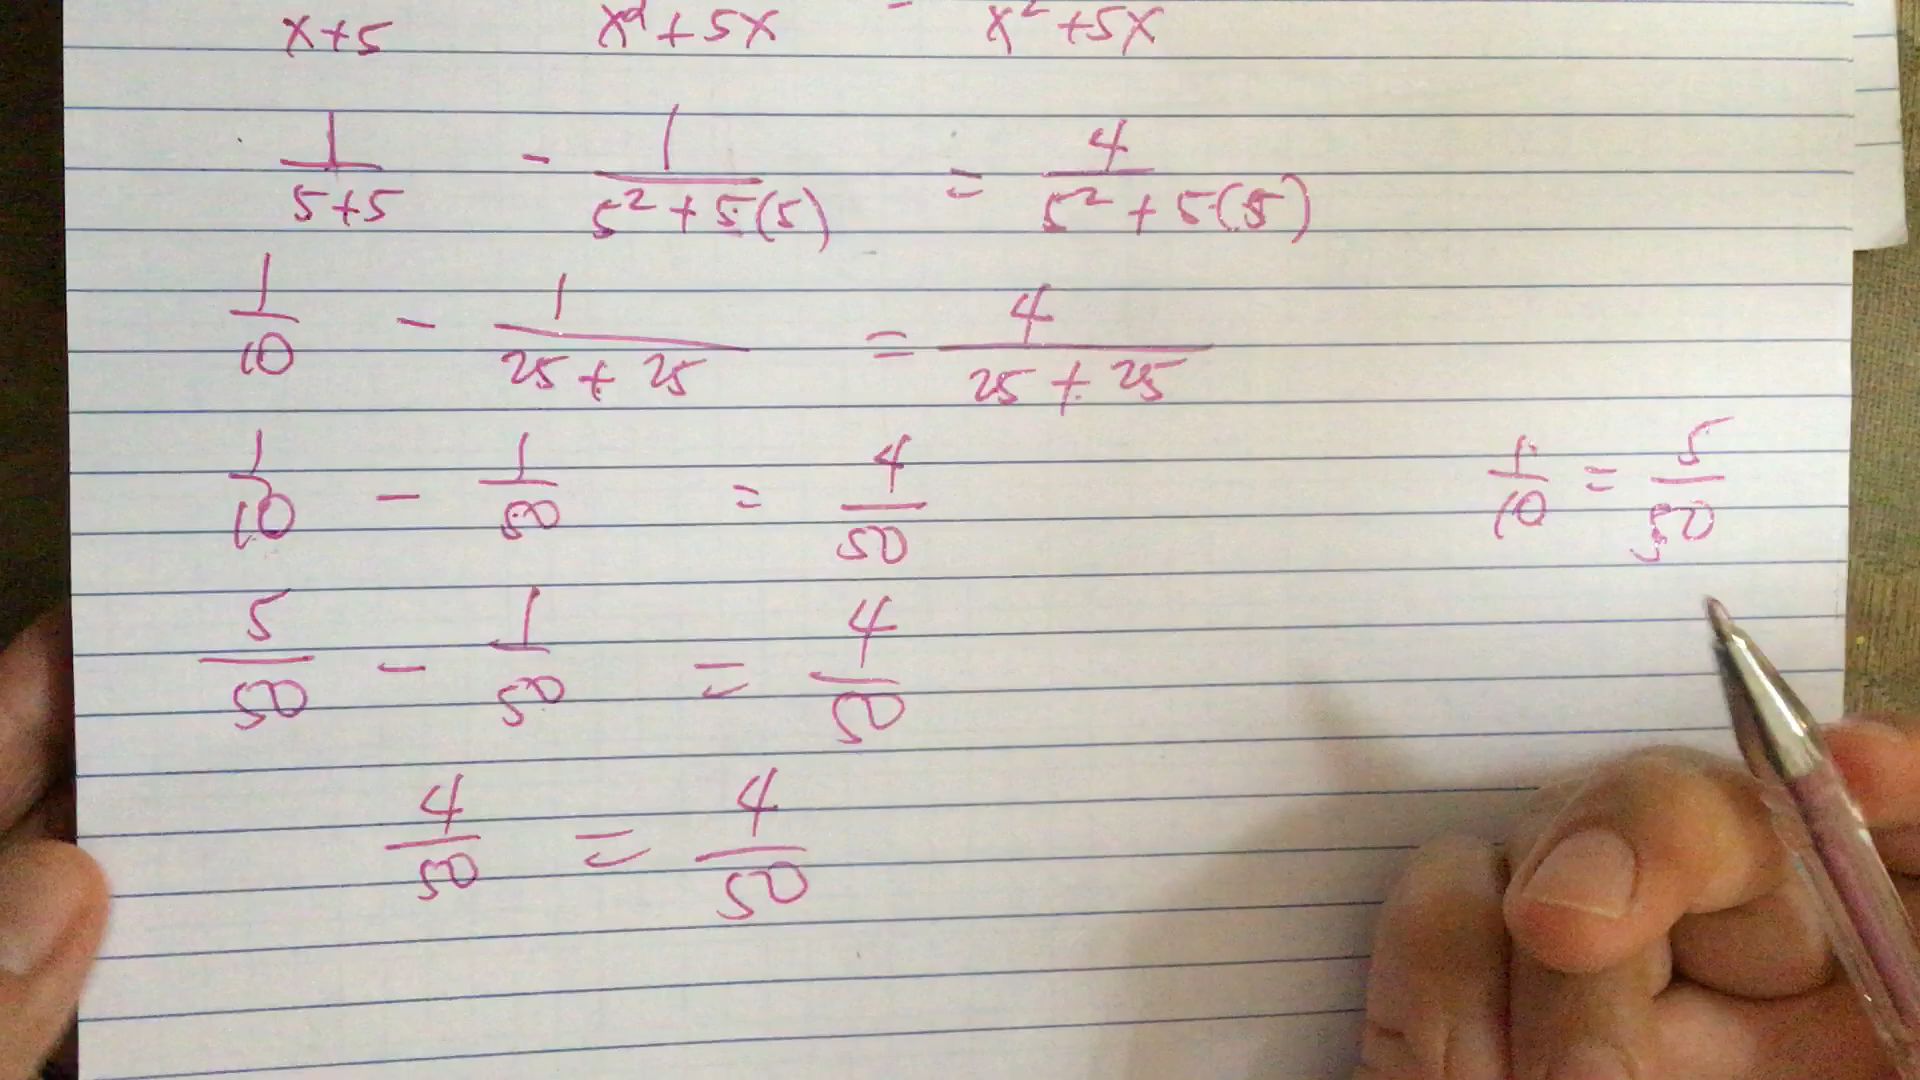 x+5 x²+5x - x²+5x
1/(5+5) - 1/(5²+5(5)) = 4/(5²+5(5))
1/10 - 1/(25+25) = 4/(25+25)
1/10 - 1/50 = 4/50
1/10 = 5/50
5/50 - 1/50 = 4/50
4/50 = 4/50